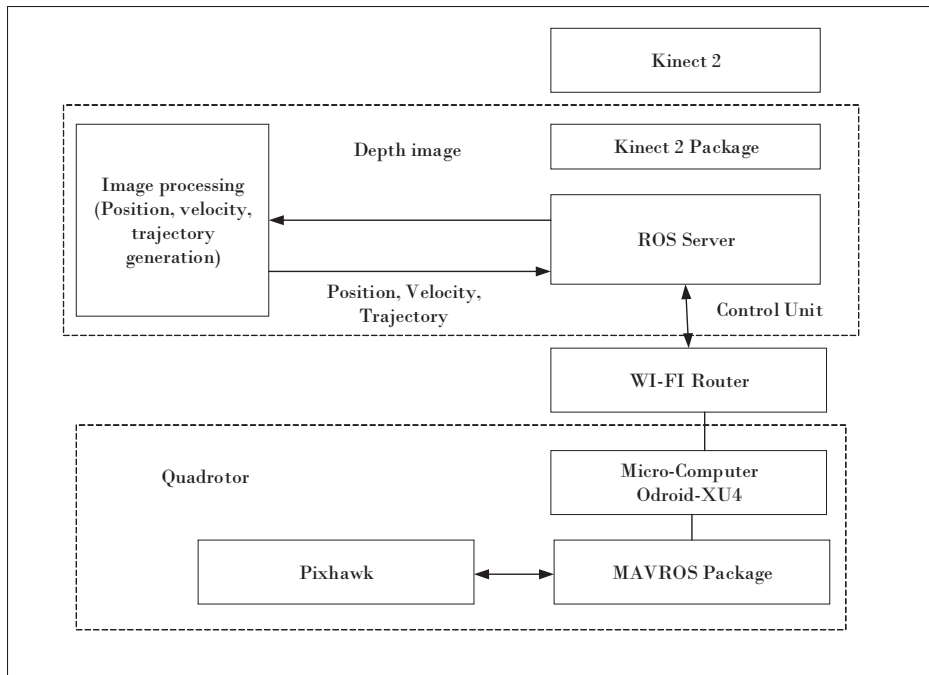 Kinect 2
Depth image
Kinect 2 Package
Image processing
(Position, velocity,
trajectory
generation)
ROS Server
Position, Velocity,
Trajectory
Control Unit
WI-FI Router
Quadrotor
Micro-Computer
Odroid-XU4
Pixhawk
MAVROS Package